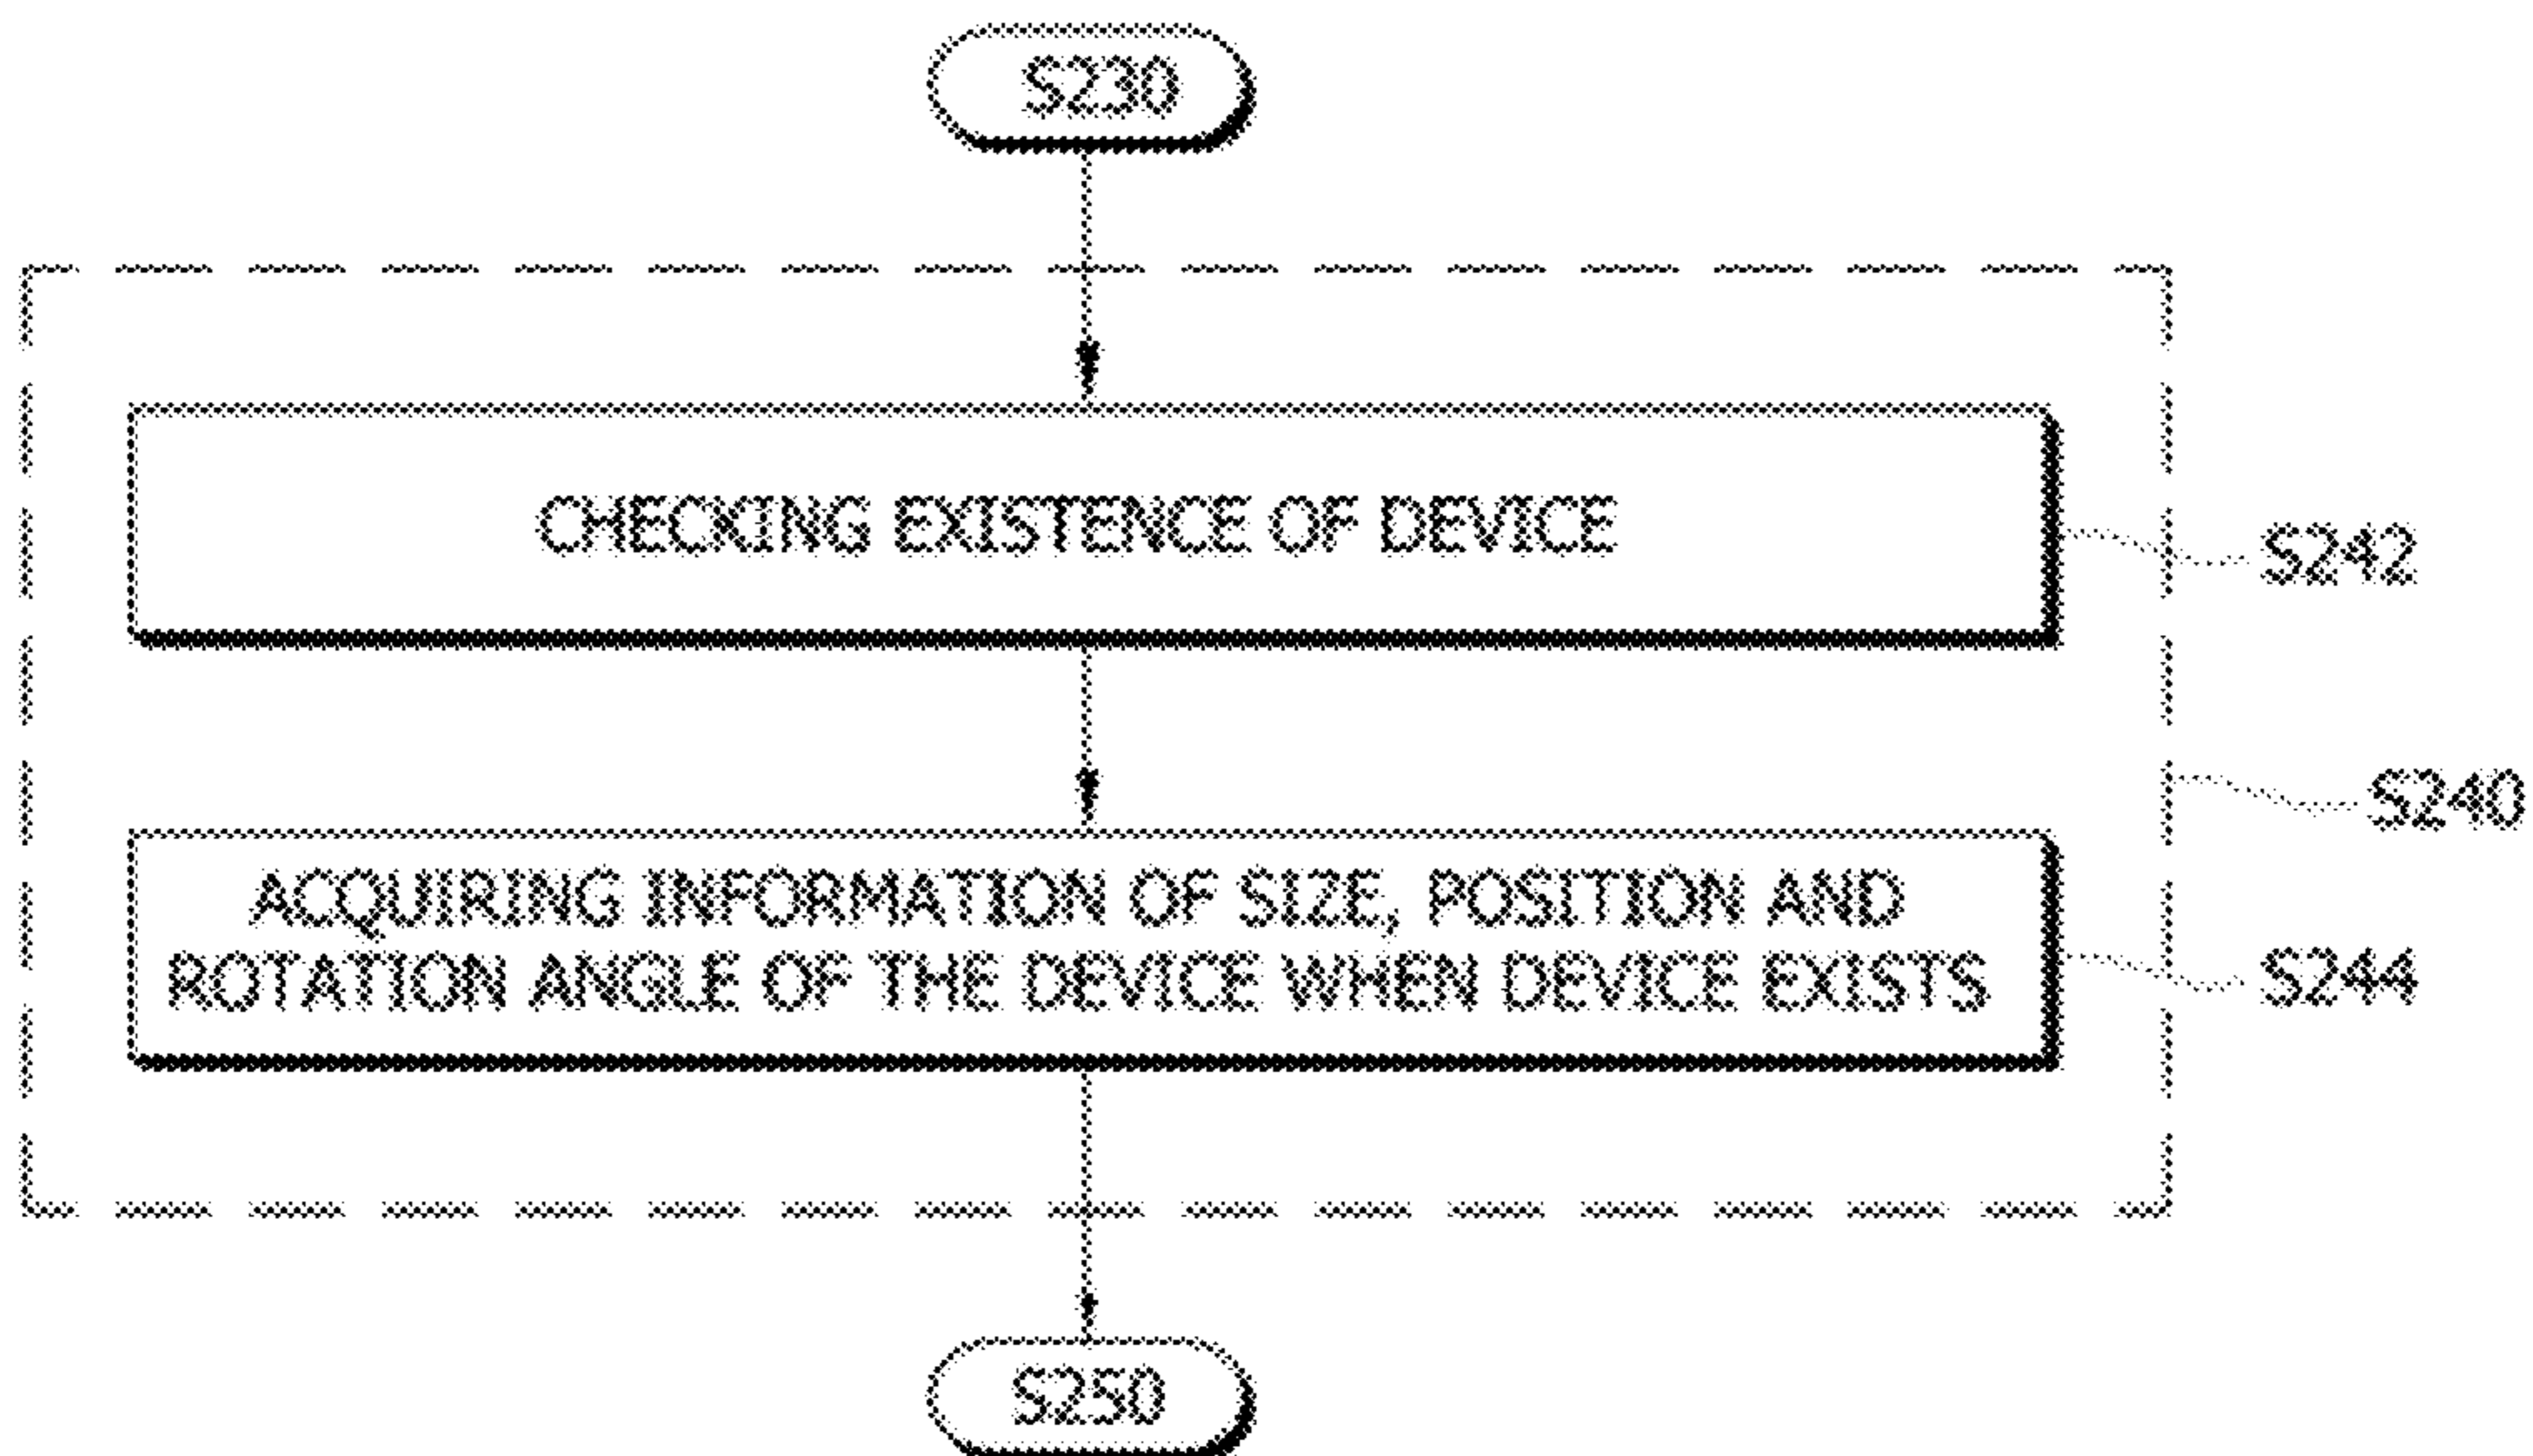 S230
CHECKING EXISTENCE OF DEVICE
S242
S240
ACQUIRING INFORMATION OF SIZE, POSITION AND
ROTATION ANGLE OF THE DEVICE WHEN DEVICE EXISTS
S244
S250